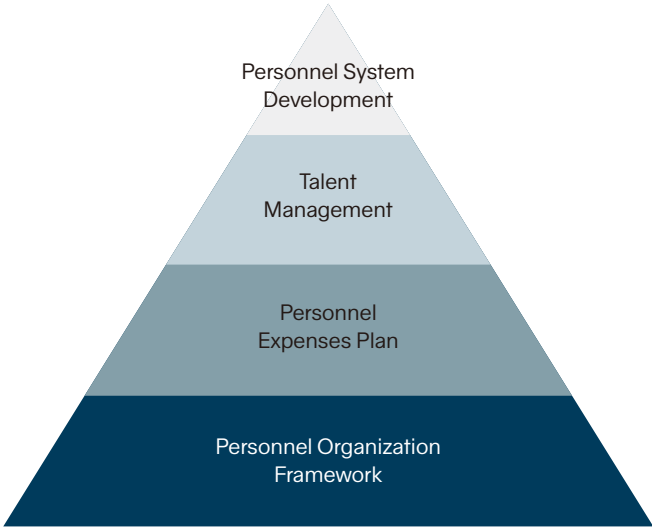 Personnel System
Development
Talent
Management
Personnel
Expenses Plan
Personnel Organization
Framework